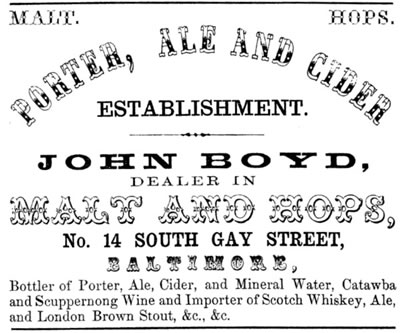 MALT. HOPS.
PORTER, ALE AND CIDER
ESTABLISHMENT.
JOHN BOYD,
DEALER IN
MALT AND HOPS,
No. 14 SOUTH GAY STREET,
BALTIMORE,
Bottler of Porter, Ale, Cider, and Mineral Water, Catawba
and Scuppernong Wine and Importer of Scotch Whiskey, Ale,
and London Brown Stout, &c., &c.